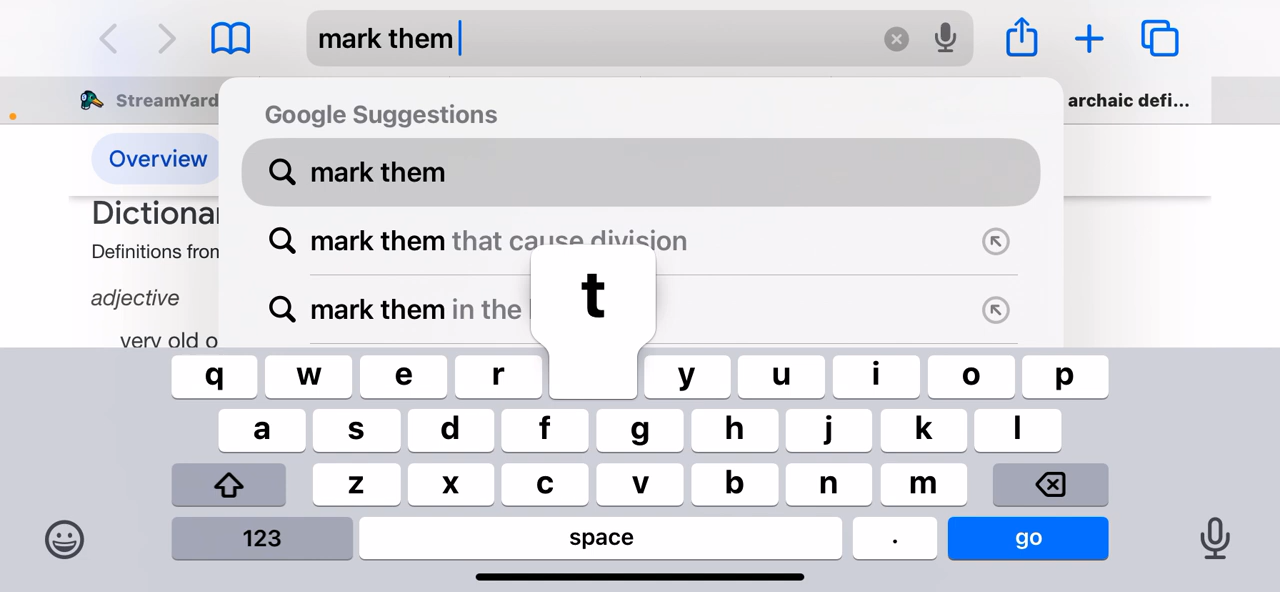 mark them
StreamYard
archaic defi...
Google Suggestions
Overview
mark them
Dictionar
mark them that cause division
Definitions from
adjective
mark them in the
very old o
t
q w e r y u i o p
a s d f g h j k l
z x c v b n m
123 space . go